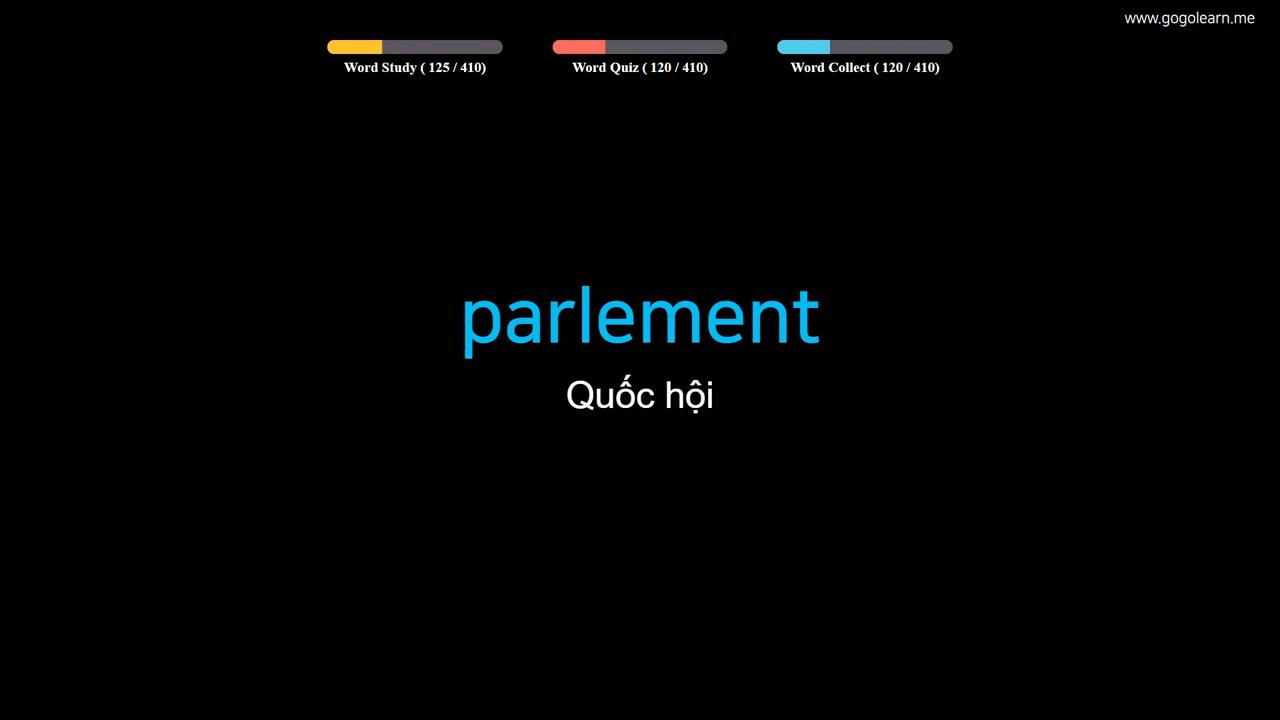 www.gogolearn.me
Word Study ( 125 / 410)
Word Quiz ( 120 / 410)
Word Collect ( 120 / 410)
parlement
Quốc hội